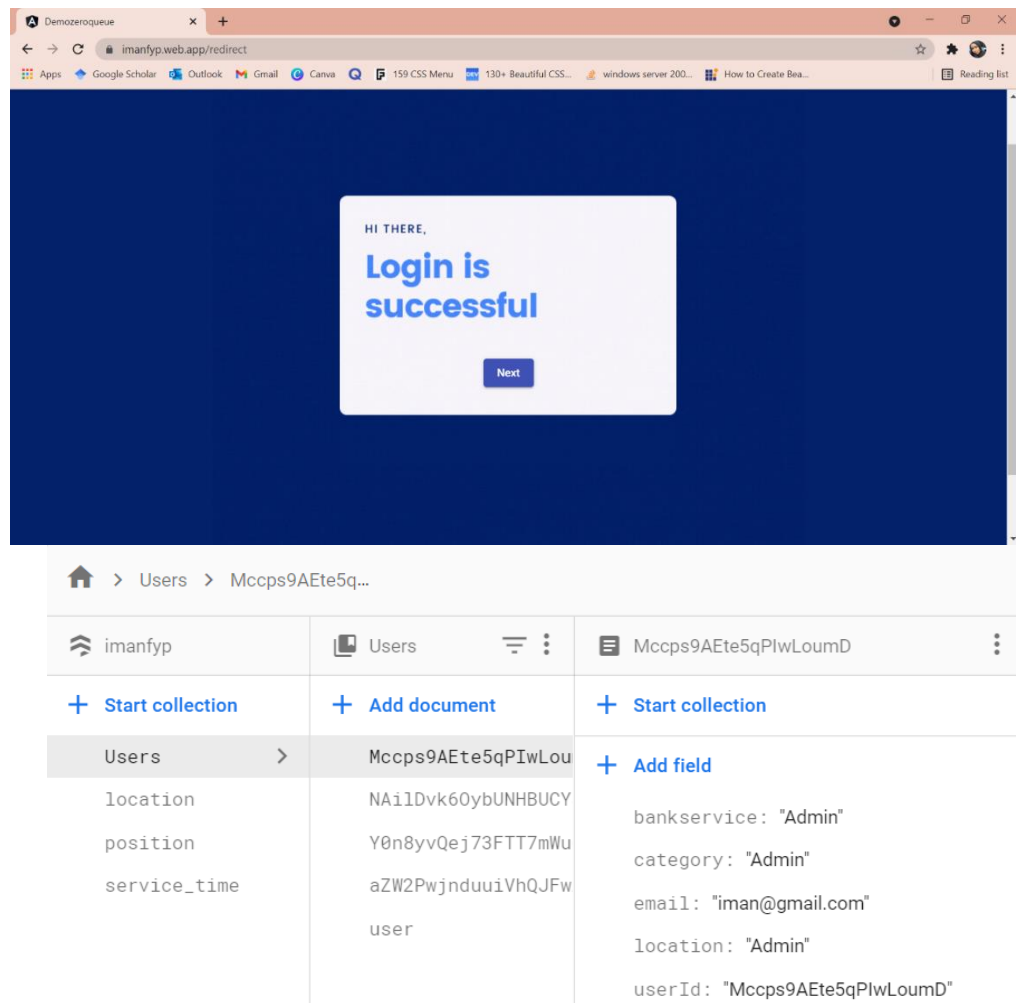 Demozeroqueue
imanfyp.web.app/redirect
Apps Google Scholar Outlook Gmail Canva 159 CSS Menu 130+ Beautiful CSS... windows server 200... How to Create Bea... Reading list
HI THERE,
Login is
successful
Next
Users Mccps9AEte5q...
imanfyp
Users
Mccps9AEte5qPIwLoumD
Start collection
Add document
Start collection
Users
location
position
service_time
Mccps9AEte5qPIwLou
NAilDvk6OybUNHBUCY
Y0n8yvQej73FTT7mWu
aZW2PwjnduuiVhQJFw
user
Add field
bankservice: "Admin"
category: "Admin"
email: "iman@gmail.com"
location: "Admin"
userId: "Mccps9AEte5qPIwLoumD"